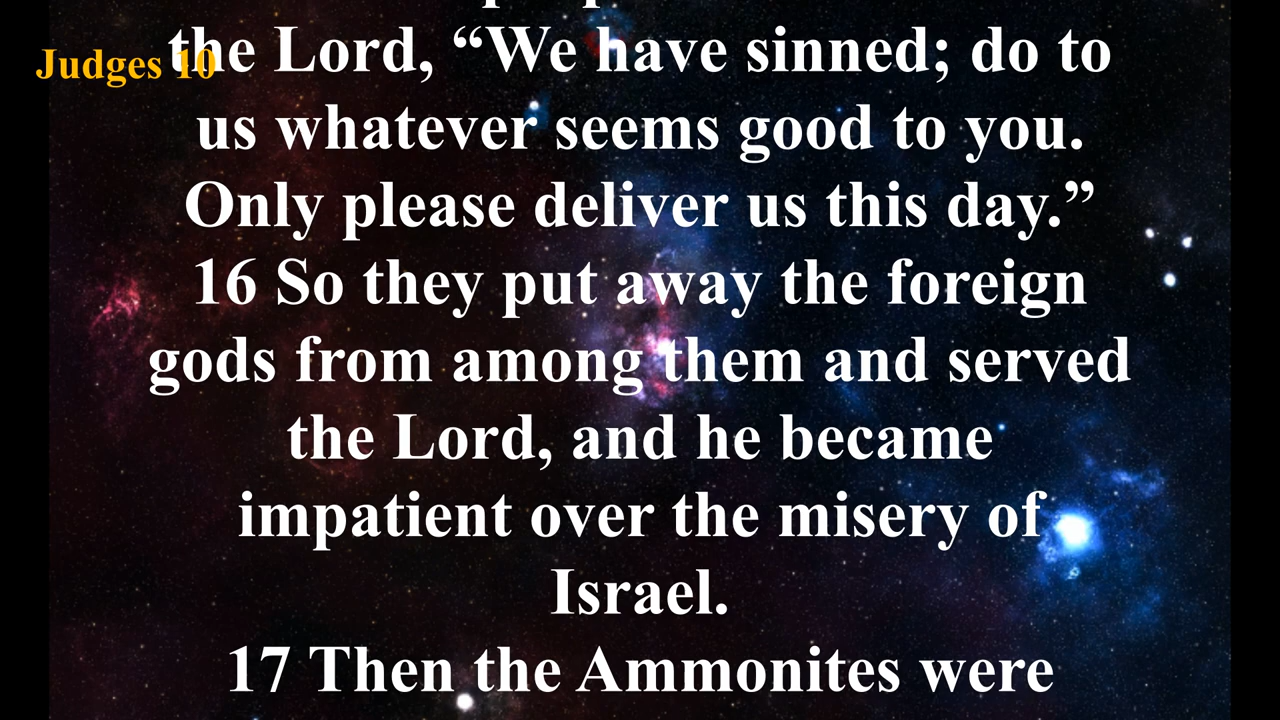 Judges 10
the Lord, “We have sinned; do to
us whatever seems good to you.
Only please deliver us this day.”
16 So they put away the foreign
gods from among them and served
the Lord, and he became
impatient over the misery of
Israel.
17 Then the Ammonites were